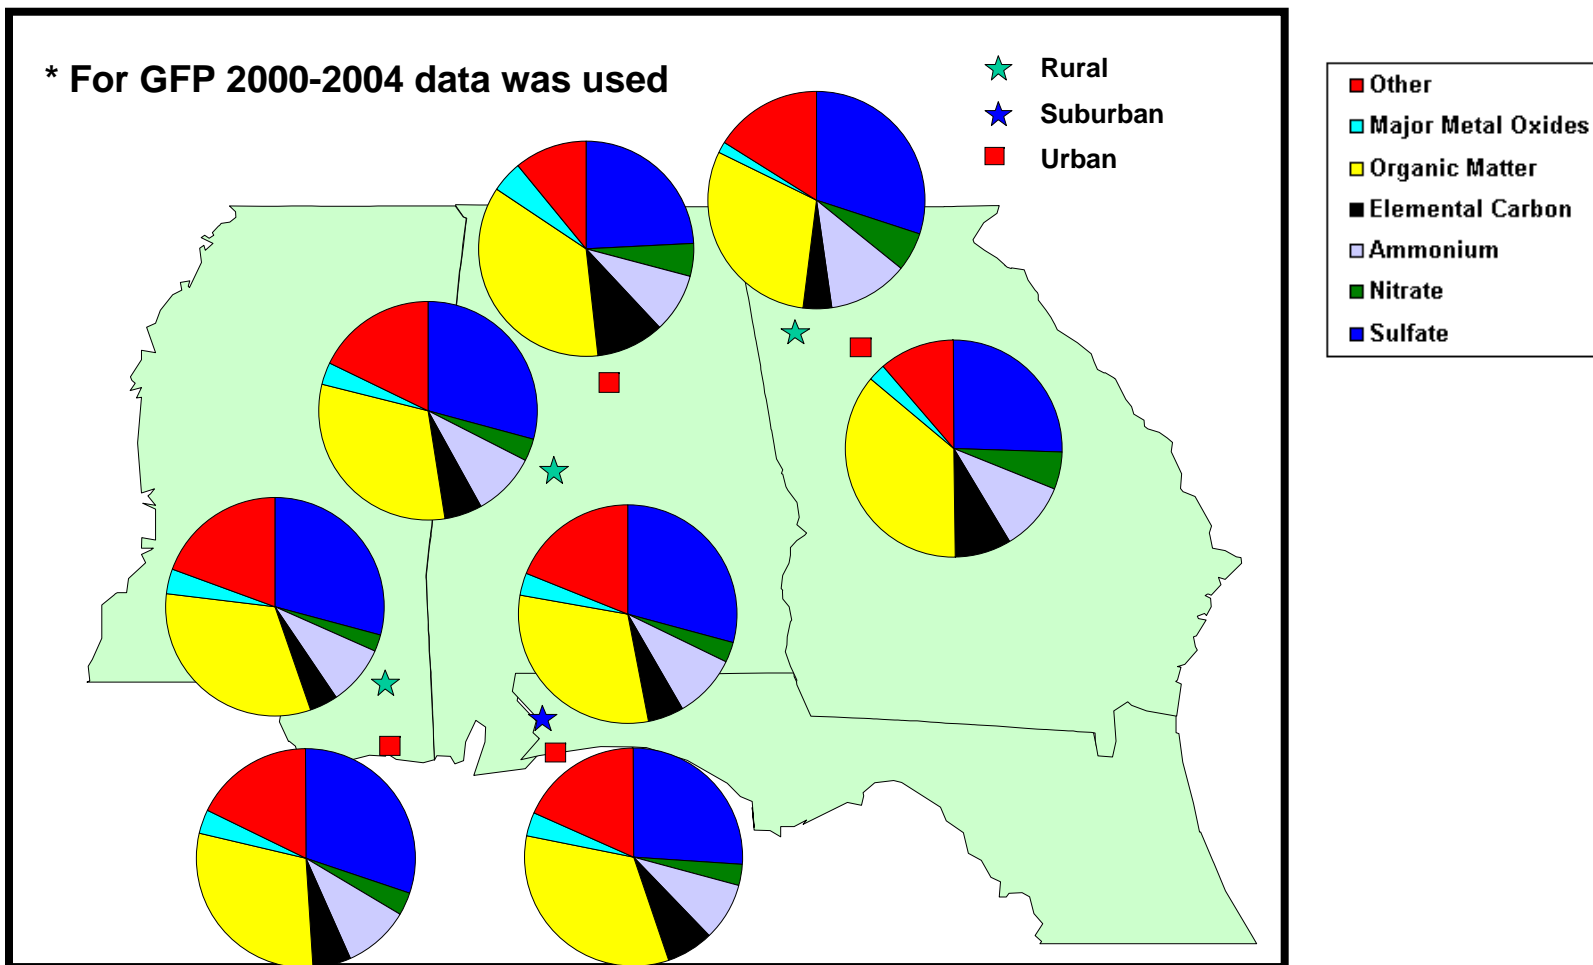 * For GFP 2000-2004 data was used
Rural
Suburban
Urban
Other
Major Metal Oxides
Organic Matter
Elemental Carbon
Ammonium
Nitrate
Sulfate